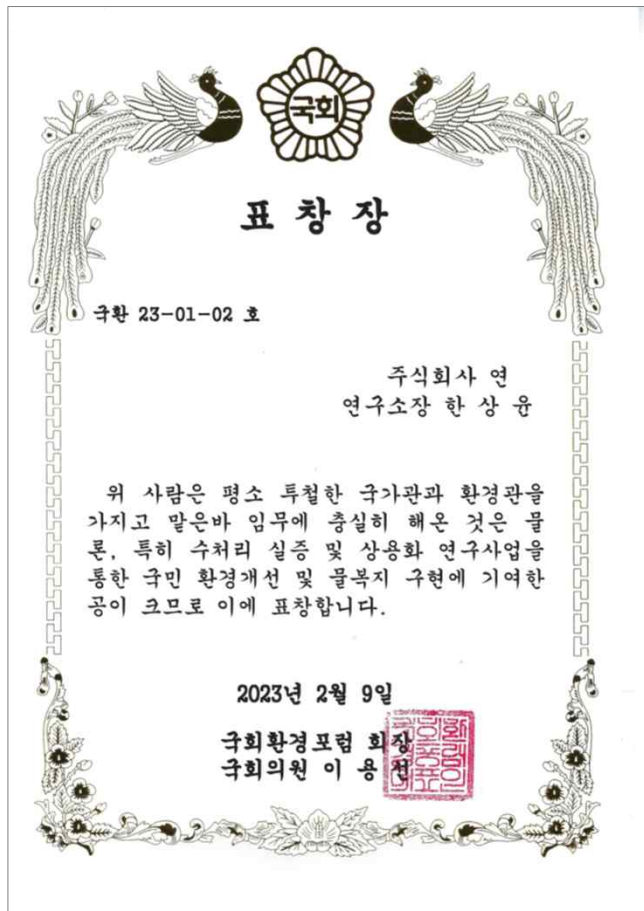 국회
표 창 장
국환 23-01-02 호
주식회사 연
연구소장 한 상 윤
위 사람은 평소 투철한 국가관과 환경관을
가지고 맡은바 임무에 충실히 해온 것은 물
론, 특히 수처리 실증 및 상용화 연구사업을
통한 국민 환경개선 및 물복지 구현에 기여한
공이 크므로 이에 표창합니다.
2023년 2월 9일
국회환경포럼 회장
국회의원 이 용 선